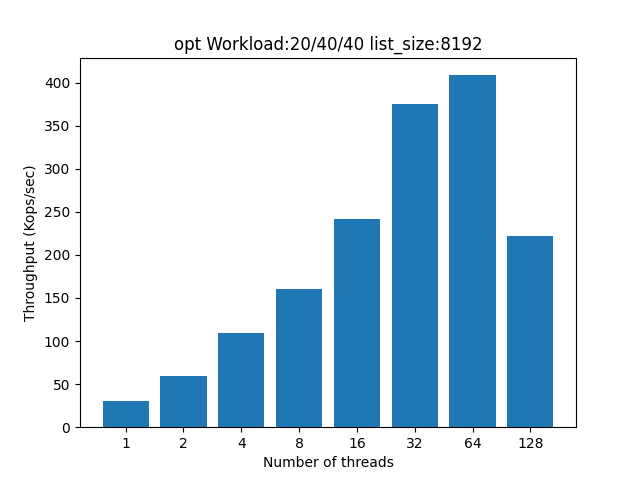 opt Workload:20/40/40 list_size:8192
Throughput (Kops/sec)
400
350
300
250
200
150
100
50
0
1 2 4 8 16 32 64 128
Number of threads